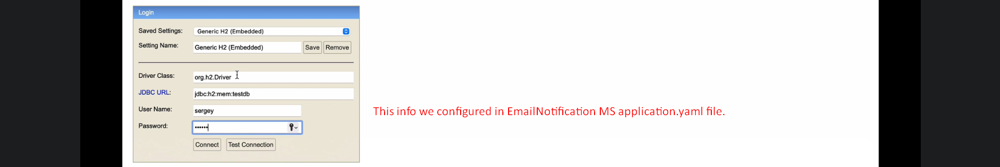 Login
Saved Settings: Generic H2 (Embedded)
Setting Name: Generic H2 (Embedded) Save Remove
Driver Class: org.h2.Driver
JDBC URL: jdbc:h2:mem:testdb
User Name: sergey
This info we configured in EmailNotification MS application.yaml file.
Password: ••••••
Connect Test Connection